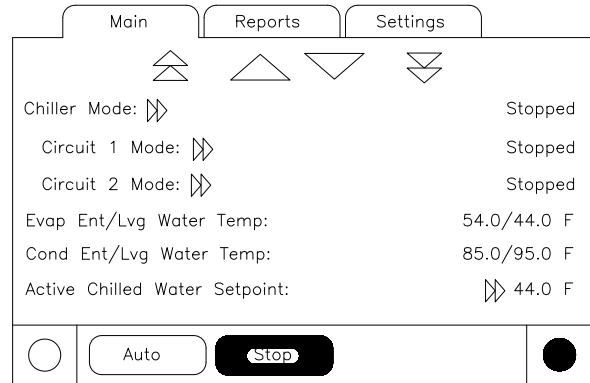 Main Reports Settings
Chiller Mode: Stopped
Circuit 1 Mode: Stopped
Circuit 2 Mode: Stopped
Evap Ent/Lvg Water Temp: 54.0/44.0 F
Cond Ent/Lvg Water Temp: 85.0/95.0 F
Active Chilled Water Setpoint: 44.0 F
Auto Stop